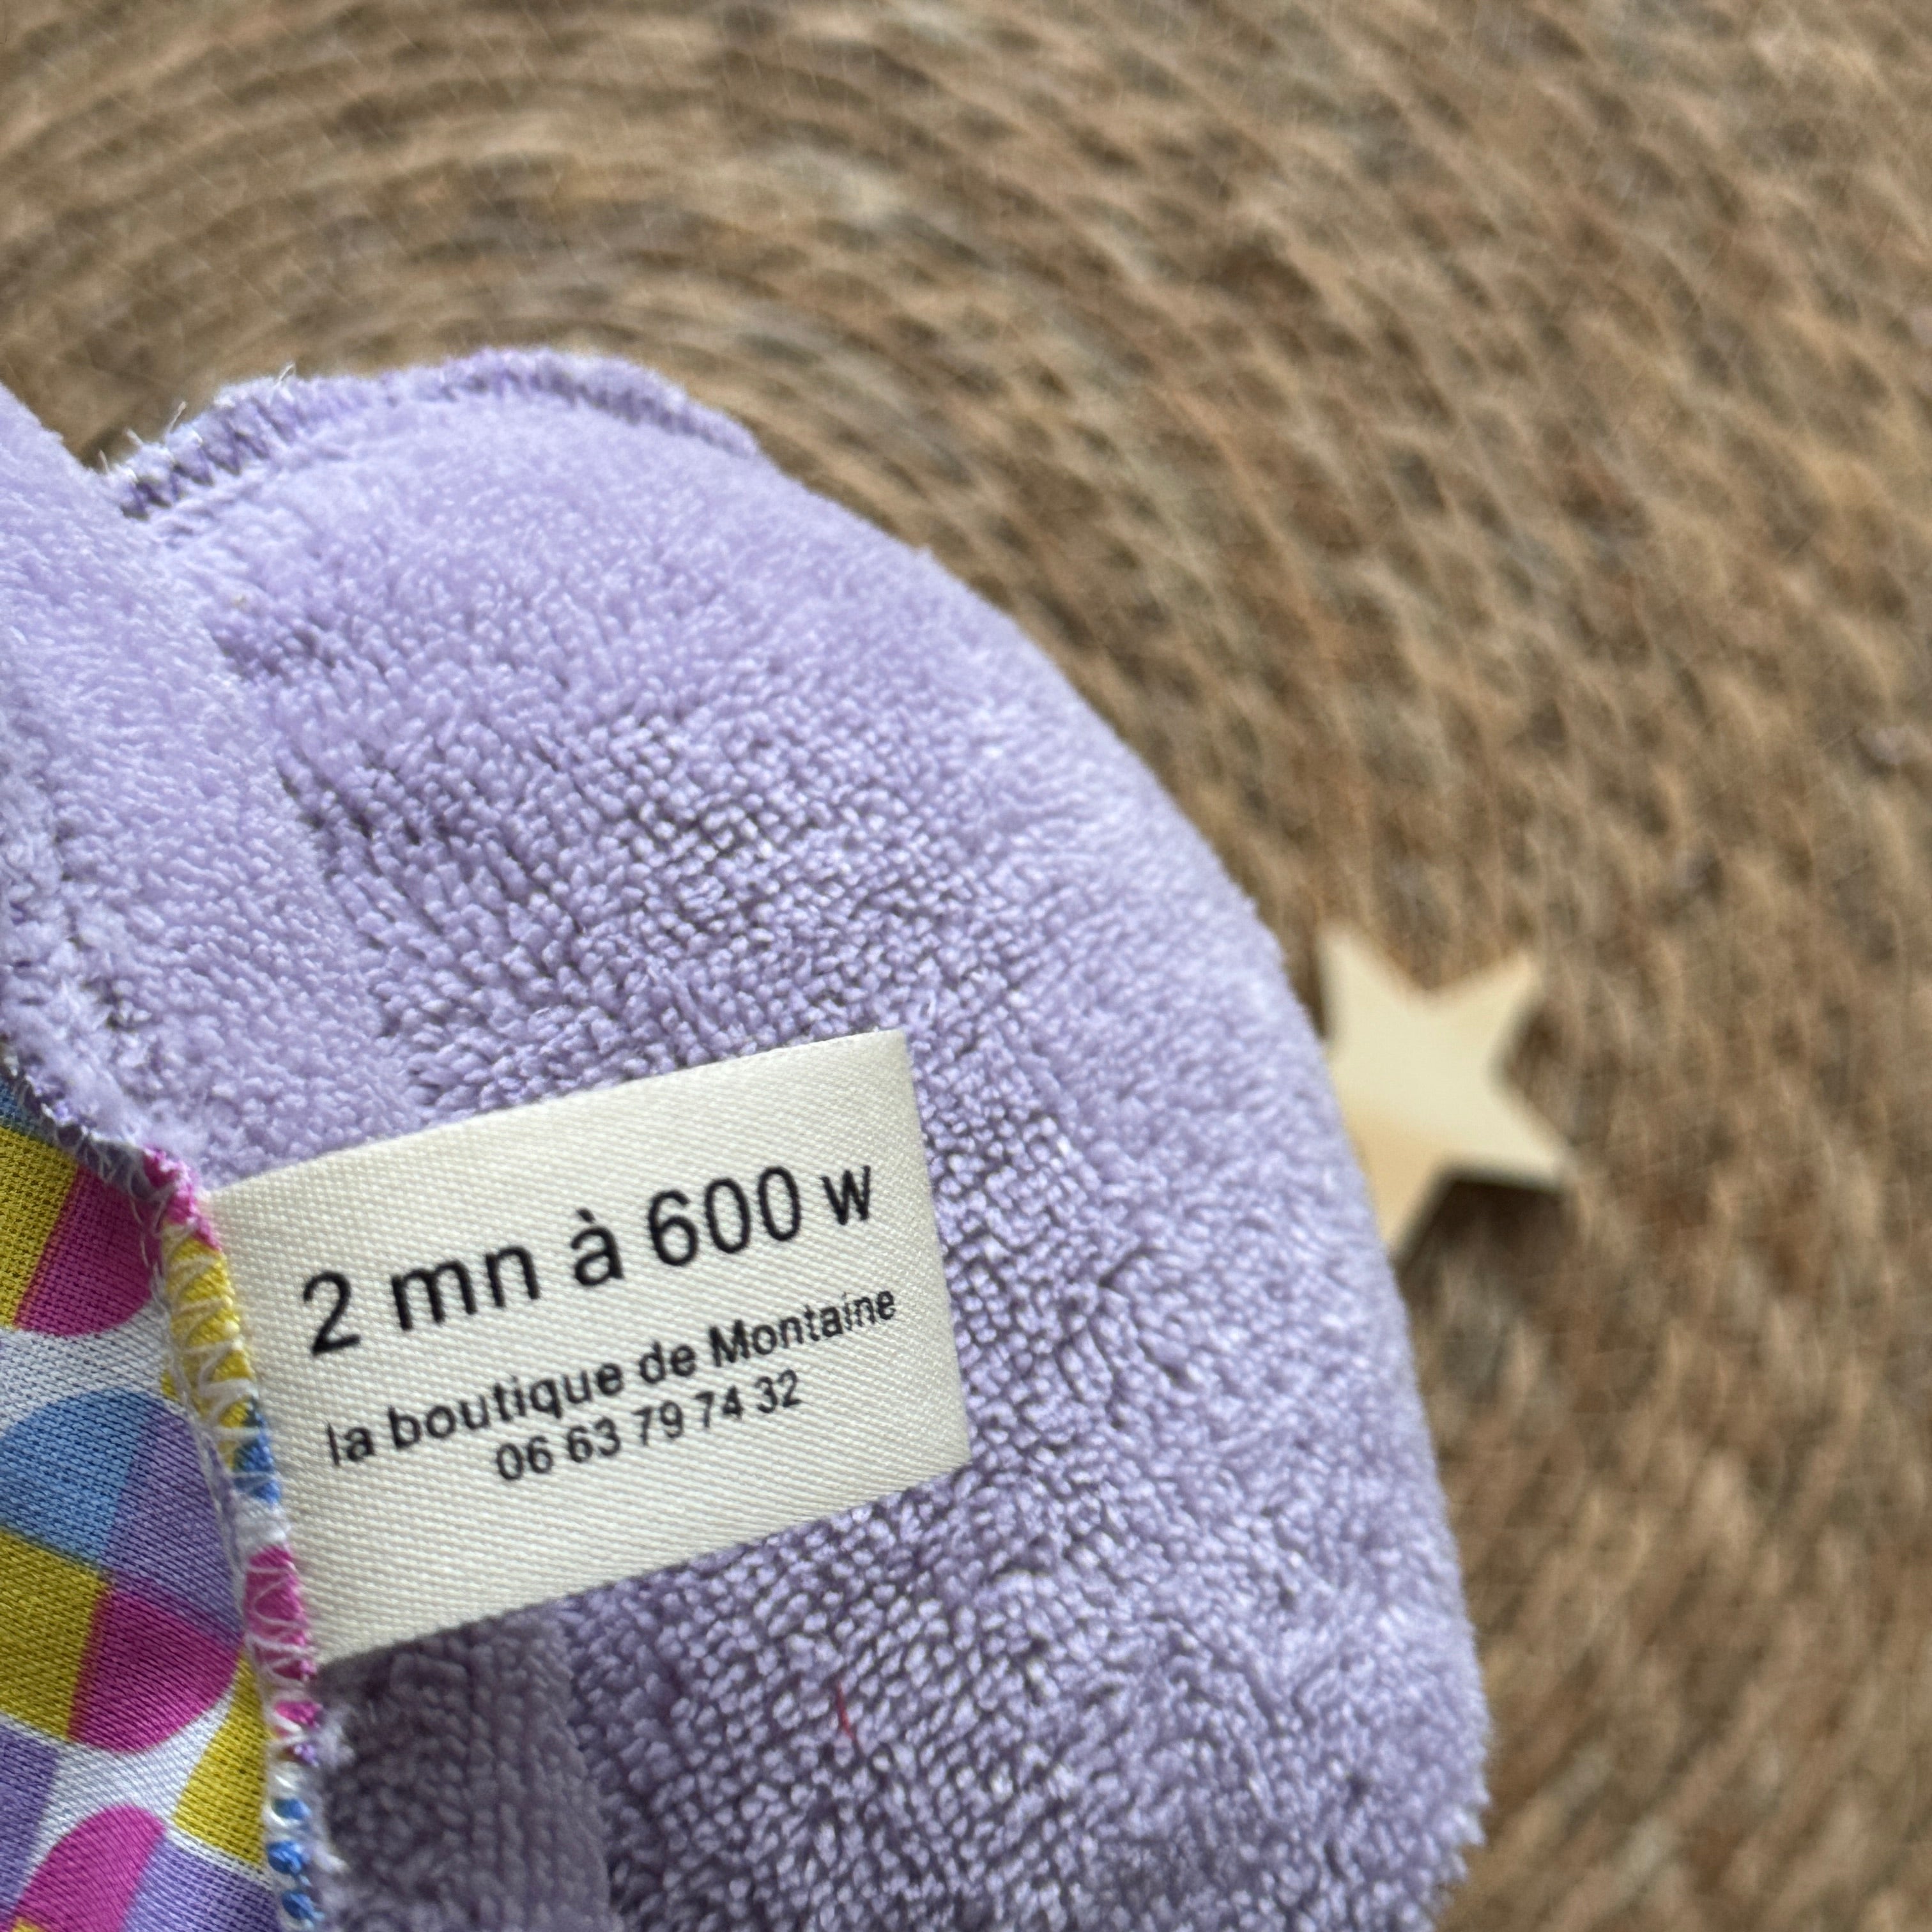 2 mn à 600 w
la boutique de Montaine
06 63 79 74 32